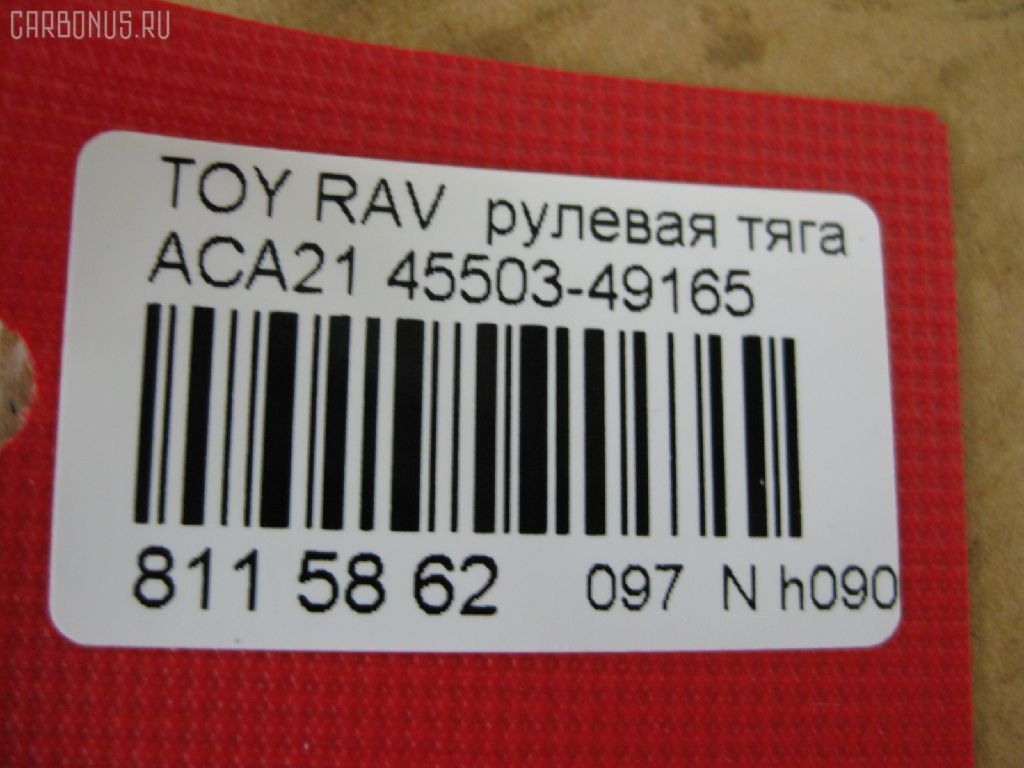 CARBONUS.RU
TOY RAV рулевая тяга
ACA21 45503-49165
811 58 62 097 N h090